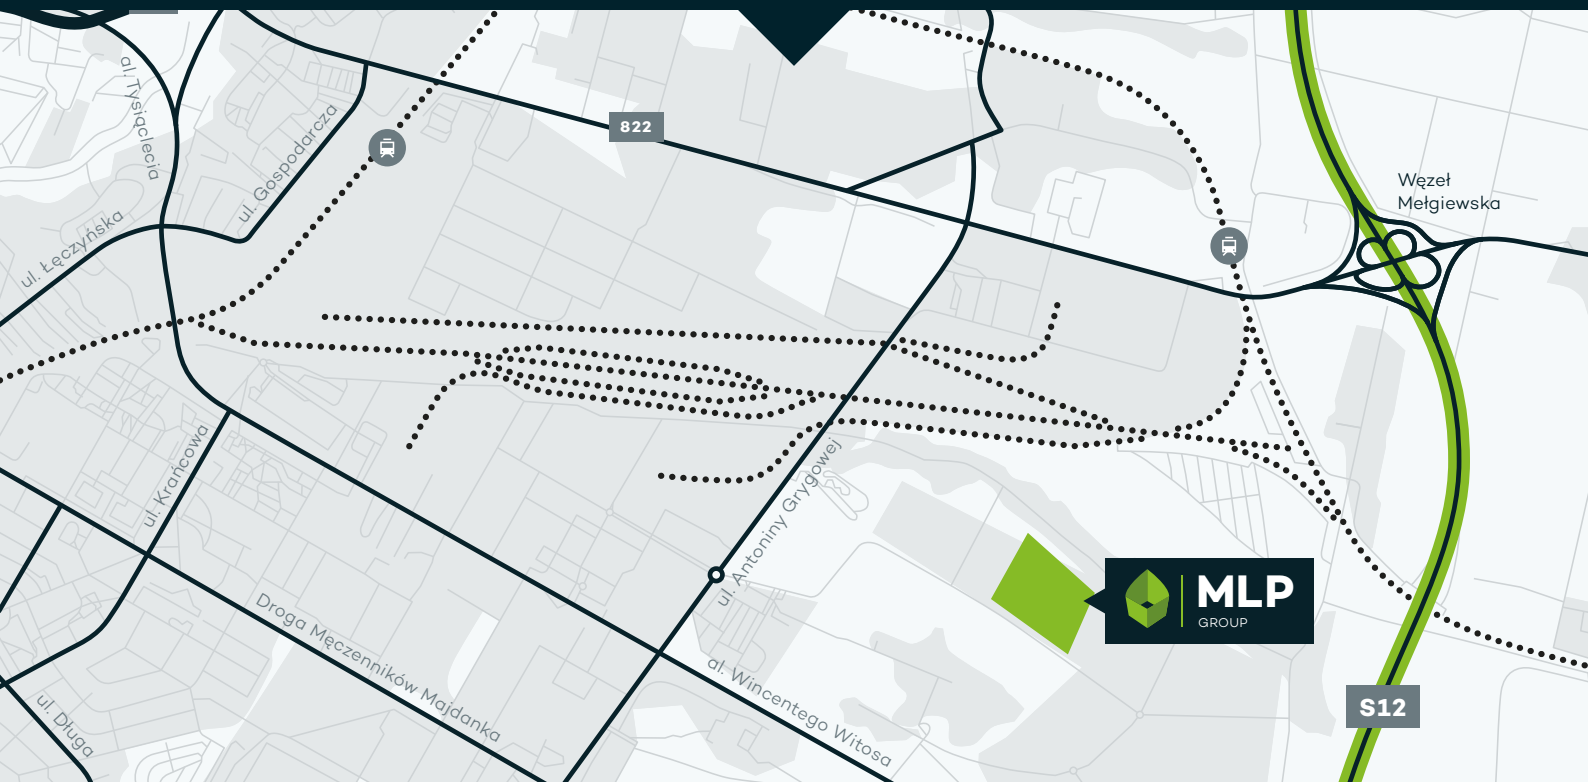 al. Tysiąclecia
ul. Gospodarcza
822
ul. Łęczyńska
Węzeł
Mełgiewska
ul. Krańcowa
ul. Antoniny Grygowej
MLP
GROUP
Droga Męczenników Majdanka
al. Wincentego Witosa
ul. Długa
S12